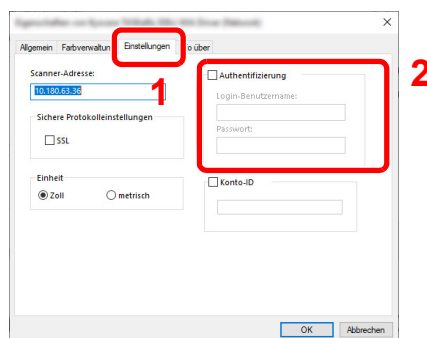 Allgemein Farbverwaltun Einstellungen o über
Scanner-Adresse:
10.180.63.36
1
2
Authentifizierung
Login-Benutzername:
Passwort:
Sichere Protokolleinstellungen
SSL
Einheit
Zoll metrisch
Konto-ID
OK Abbrechen